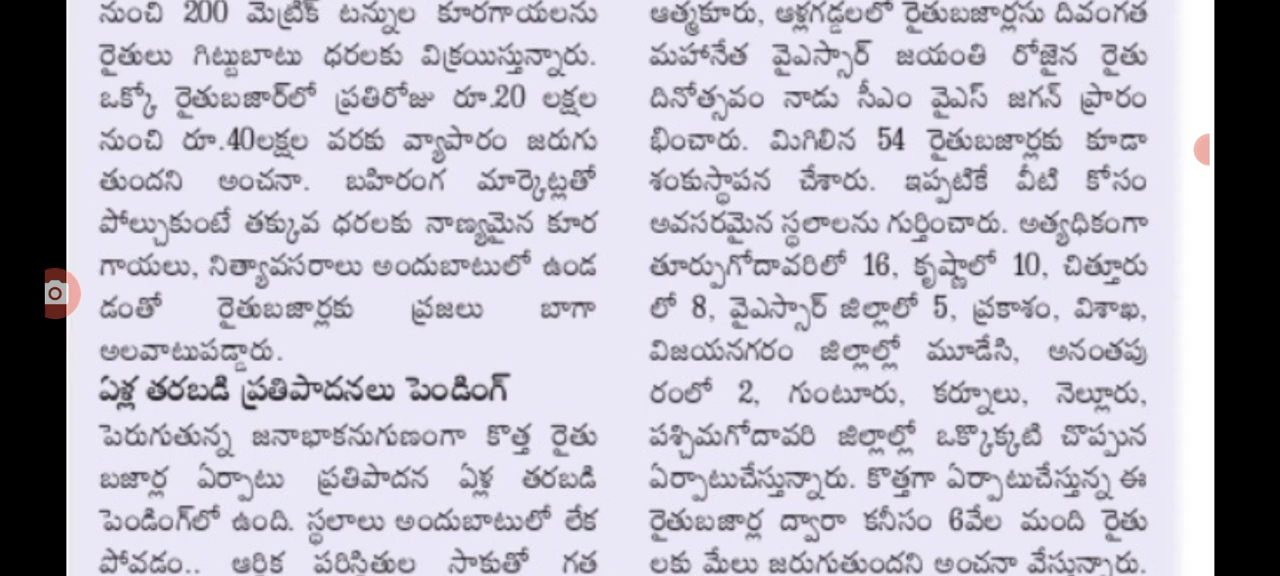 నుంచి 200 మెట్రిక్ టన్నుల కూరగాయలను
రైతులు గిట్టుబాటు ధరలకు విక్రయిస్తున్నారు.
ఒక్కో రైతుబజార్‌లో ప్రతిరోజు రూ.20 లక్షల
నుంచి రూ.40లక్షల వరకు వ్యాపారం జరుగు
తుందని అంచనా. బహిరంగ మార్కెట్లతో
పోల్చుకుంటే తక్కువ ధరలకు నాణ్యమైన కూర
గాయలు, నిత్యావసరాలు అందుబాటులో ఉండ
డంతో రైతుబజార్లకు ప్రజలు బాగా
అలవాటుపడ్డారు.
ఏళ్ల తరబడి ప్రతిపాదనలు పెండింగ్
పెరుగుతున్న జనాభాకనుగుణంగా కొత్త రైతు
బజార్ల ఏర్పాటు ప్రతిపాదన ఏళ్ల తరబడి
పెండింగ్‌లో ఉంది. స్థలాలు అందుబాటులో లేక
పోవడం.. ఆర్థిక పరిస్థితుల సాకుతో గత
ఆత్మకూరు, ఆళ్లగడ్డలలో రైతుబజార్లను దివంగత
మహానేత వైఎస్సార్ జయంతి రోజైన రైతు
దినోత్సవం నాడు సీఎం వైఎస్ జగన్ ప్రారం
భించారు. మిగిలిన 54 రైతుబజార్లకు కూడా
శంకుస్థాపన చేశారు. ఇప్పటికే వీటి కోసం
అవసరమైన స్థలాలను గుర్తించారు. అత్యధికంగా
తూర్పుగోదావరిలో 16, కృష్ణాలో 10, చిత్తూరు
లో 8, వైఎస్సార్ జిల్లాలో 5, ప్రకాశం, విశాఖ,
విజయనగరం జిల్లాల్లో మూడేసి, అనంతపు
రంలో 2, గుంటూరు, కర్నూలు, నెల్లూరు,
పశ్చిమగోదావరి జిల్లాల్లో ఒక్కొక్కటి చొప్పున
ఏర్పాటుచేస్తున్నారు. కొత్తగా ఏర్పాటుచేస్తున్న ఈ
రైతుబజార్ల ద్వారా కనీసం 6వేల మంది రైతు
లకు మేలు జరుగుతుందని అంచనా వేస్తున్నారు.